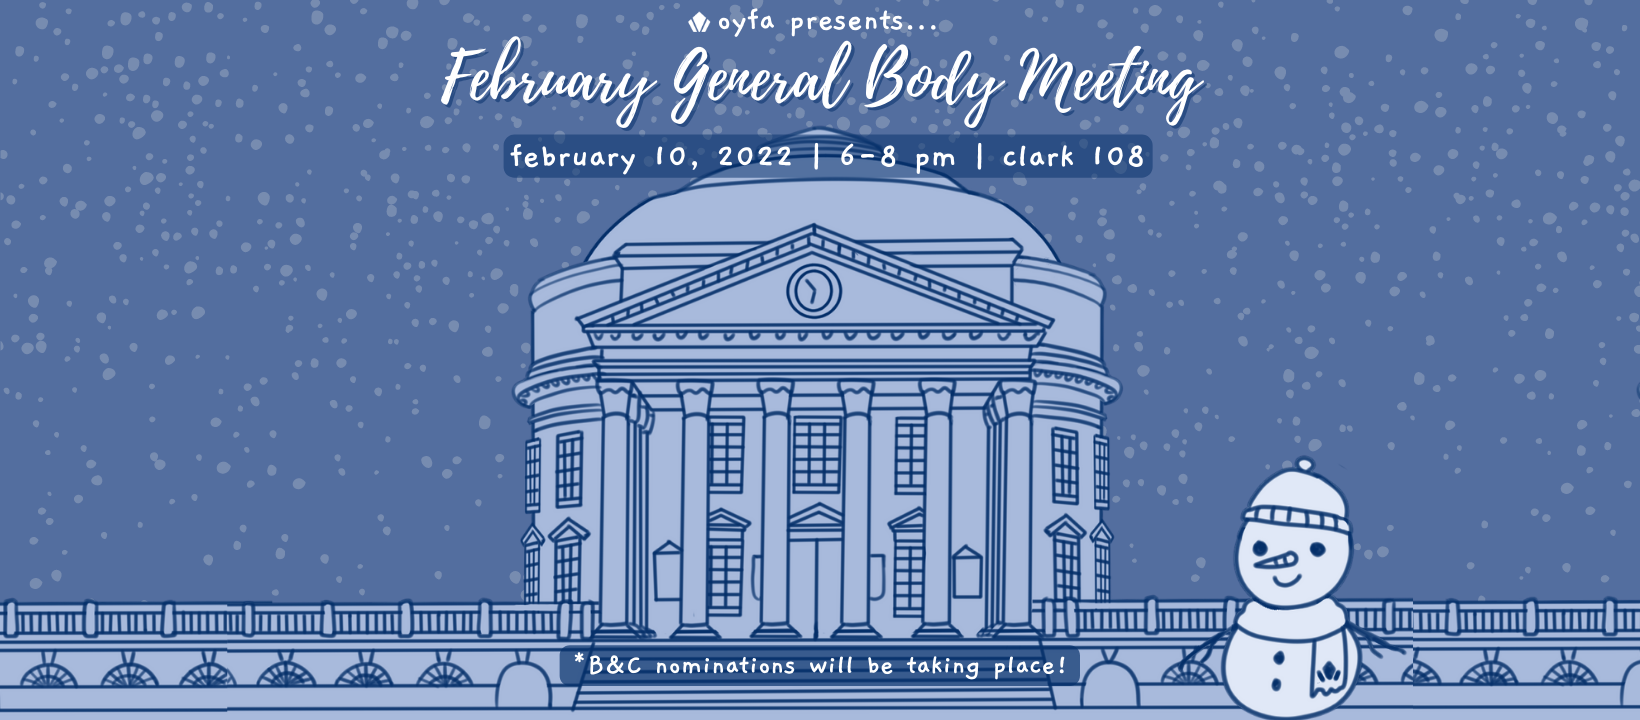 oyfa presents...
February General Body Meeting
february 10, 2022 | 6-8 pm | clark 108
*B&C nominations will be taking place!